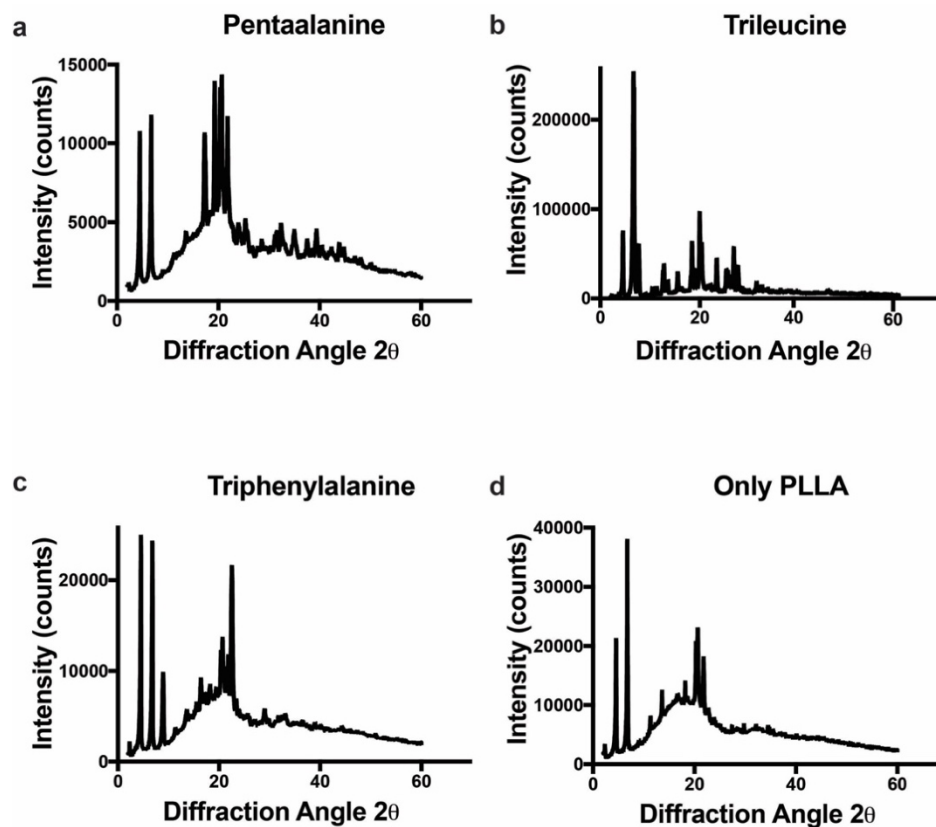 a
Pentaalanine
Intensity (counts)
15000
10000
5000
0
0 20 40 60
Diffraction Angle 2θ
b
Trileucine
Intensity (counts)
200000
100000
0
0 20 40 60
Diffraction Angle 2θ
c
Triphenylalanine
Intensity (counts)
20000
10000
0
0 20 40 60
Diffraction Angle 2θ
d
Only PLLA
Intensity (counts)
40000
30000
20000
10000
0
0 20 40 60
Diffraction Angle 2θ